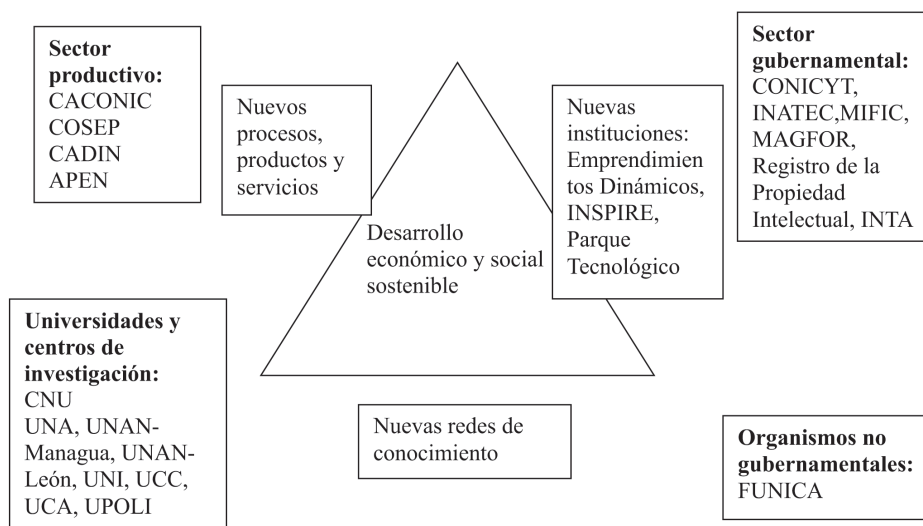 Sector
productivo:
CACONIC
COSEP
CADIN
APEN
Nuevos
procesos,
productos y
servicios
Nuevas
instituciones:
Emprendimien
tos Dinámicos,
INSPIRE,
Parque
Tecnológico
Sector
gubernamental:
CONICYT,
INATEC,MIFIC,
MAGFOR,
Registro de la
Propiedad
Intelectual, INTA
Desarrollo
económico y social
sostenible
Universidades y
centros de
investigación:
CNU
UNA, UNAN-
Managua, UNAN-
León, UNI, UCC,
UCA, UPOLI
Nuevas redes de
conocimiento
Organismos no
gubernamentales:
FUNICA